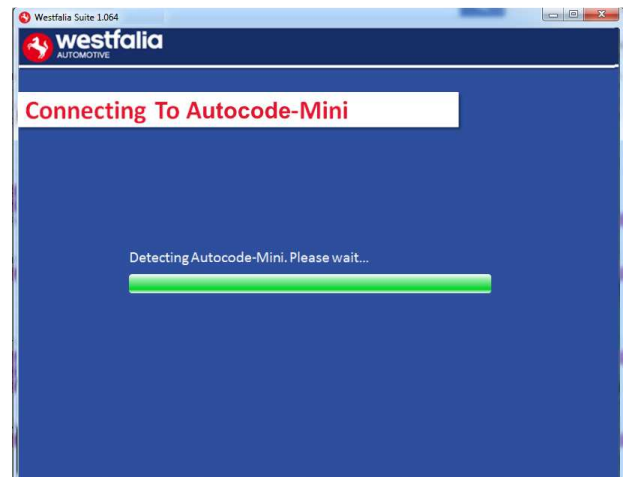 Westfalia Suite 1.064
westfalia
AUTOMOTIVE
Connecting To Autocode-Mini
Detecting Autocode-Mini. Please wait...